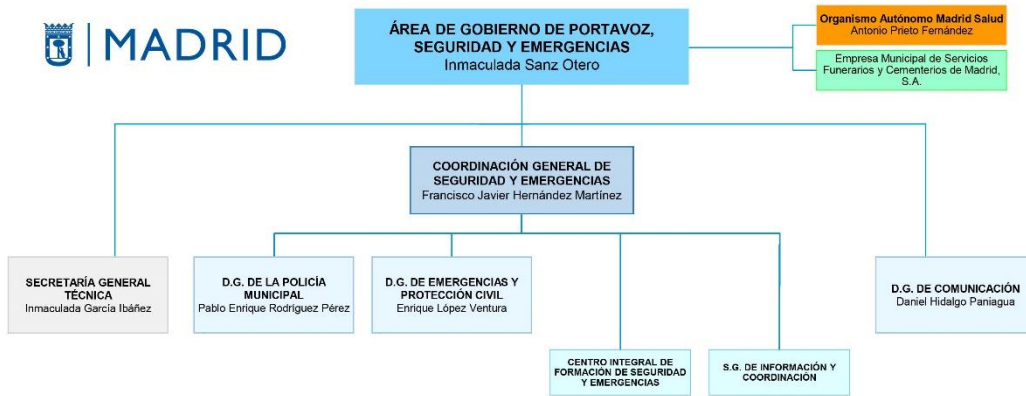 MADRID
ÁREA DE GOBIERNO DE PORTAVOZ,
SEGURIDAD Y EMERGENCIAS
Inmaculada Sanz Otero
Organismo Autónomo Madrid Salud
Antonio Prieto Fernández
Empresa Municipal de Servicios
Funerarios y Cementerios de Madrid,
S.A.
COORDINACIÓN GENERAL DE
SEGURIDAD Y EMERGENCIAS
Francisco Javier Hernández Martínez
SECRETARÍA GENERAL
TÉCNICA
Inmaculada García Ibáñez
D.G. DE LA POLICÍA
MUNICIPAL
Pablo Enrique Rodríguez Pérez
D.G. DE EMERGENCIAS Y
PROTECCIÓN CIVIL
Enrique López Ventura
D.G. DE COMUNICACIÓN
Daniel Hidalgo Paniagua
CENTRO INTEGRAL DE
FORMACIÓN DE SEGURIDAD
Y EMERGENCIAS
S.G. DE INFORMACIÓN Y
COORDINACIÓN